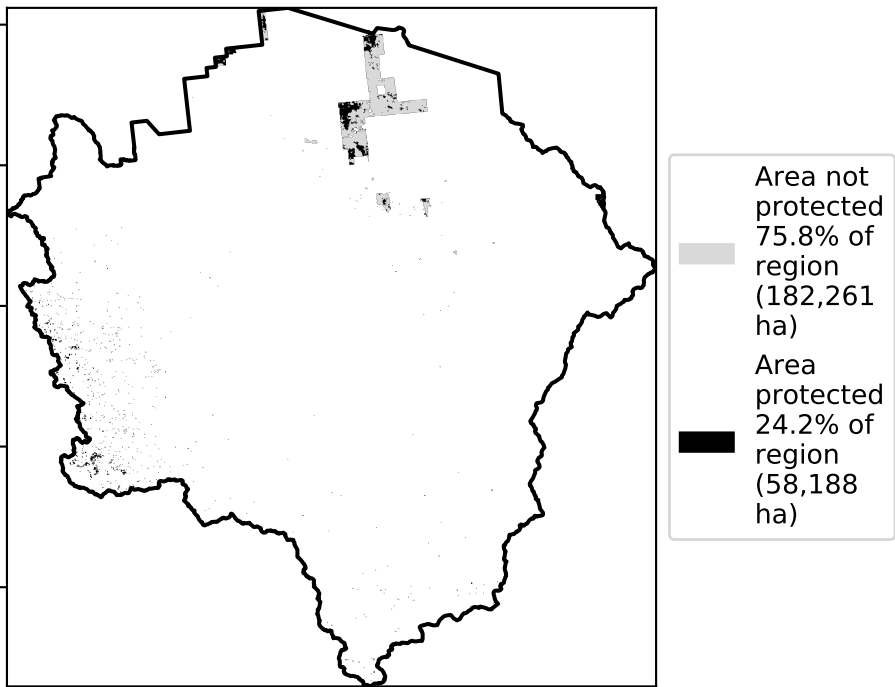 Area not
protected
75.8% of
region
(182,261
ha)
Area
protected
24.2% of
region
(58,188
ha)